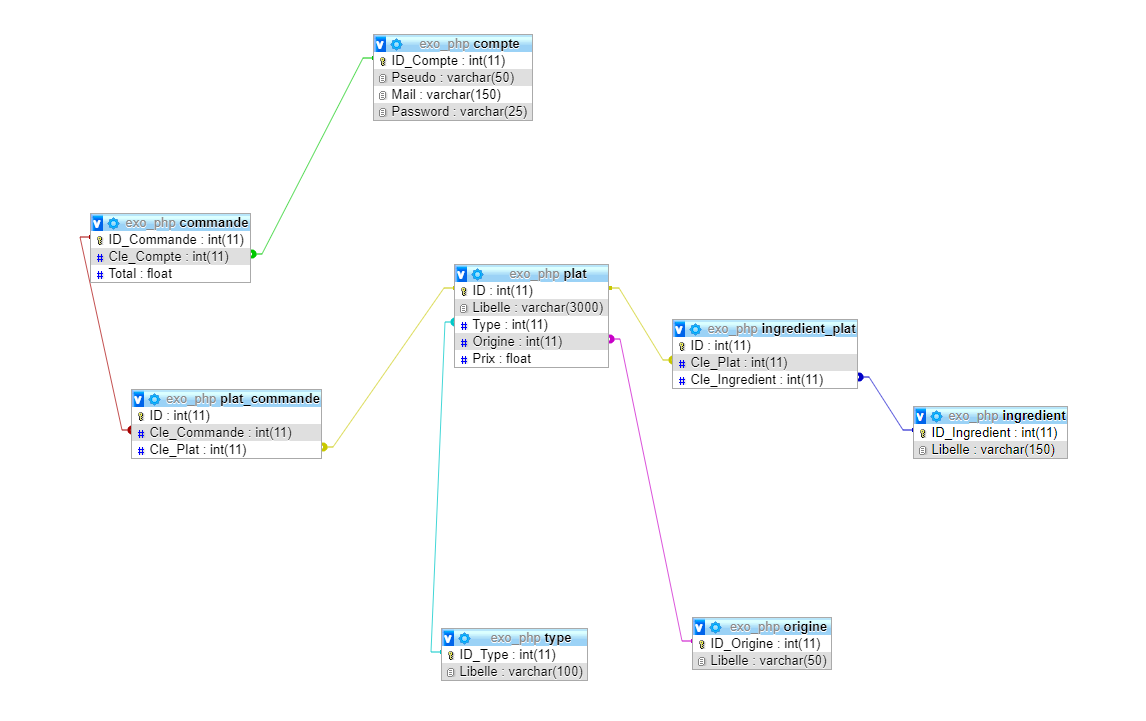 exo_php compte
ID_Compte : int(11)
Pseudo : varchar(50)
Mail : varchar(150)
Password : varchar(25)
exo_php commande
ID_Commande : int(11)
Cle_Compte : int(11)
Total : float
exo_php plat
ID : int(11)
Libelle : varchar(3000)
Type : int(11)
Origine : int(11)
Prix : float
exo_php ingredient_plat
ID : int(11)
Cle_Plat : int(11)
Cle_Ingredient : int(11)
exo_php plat_commande
ID : int(11)
Cle_Commande : int(11)
Cle_Plat : int(11)
exo_php ingredient
ID_Ingredient : int(11)
Libelle : varchar(150)
exo_php type
ID_Type : int(11)
Libelle : varchar(100)
exo_php origine
ID_Origine : int(11)
Libelle : varchar(50)